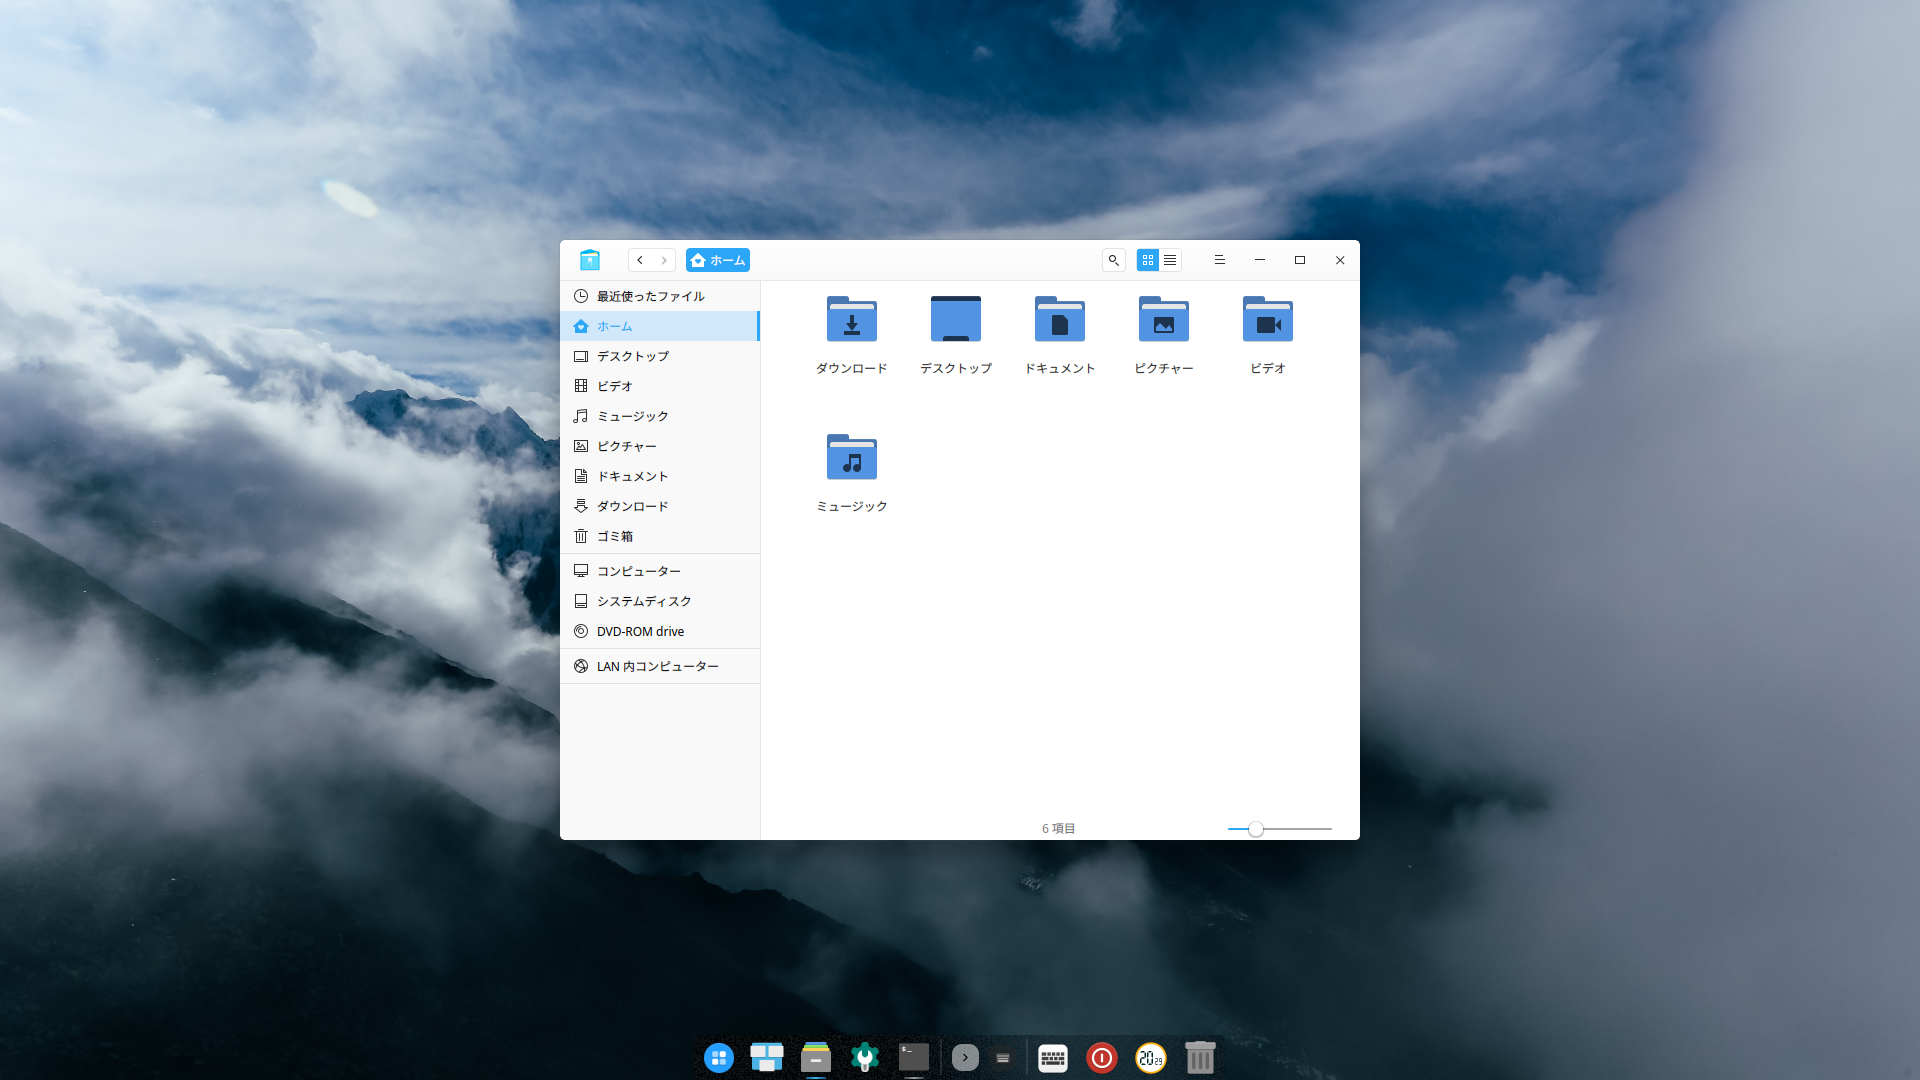 ホーム
最近使ったファイル
ホーム
デスクトップ
ビデオ
ミュージック
ピクチャー
ドキュメント
ダウンロード
ゴミ箱
コンピューター
システムディスク
DVD-ROM drive
LAN 内コンピューター
ダウンロード
デスクトップ
ドキュメント
ピクチャー
ビデオ
ミュージック
6 項目
$_
20 29